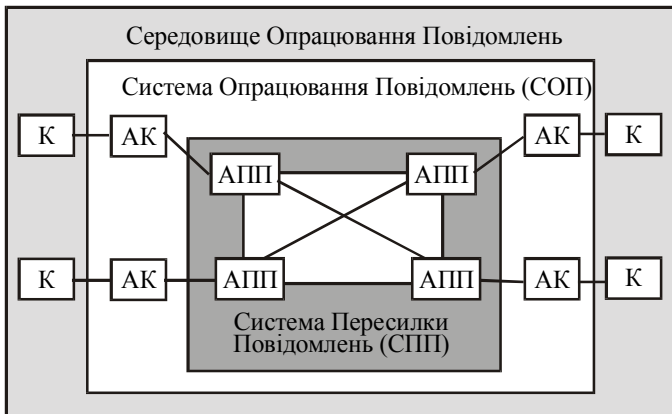 Середовище Опрацювання Повідомлень
Система Опрацювання Повідомлень (СОП)
К
АК
АК
К
АПП
АПП
К
АК
АПП
АПП
АК
К
Система Пересилки
Повідомлень (СПП)